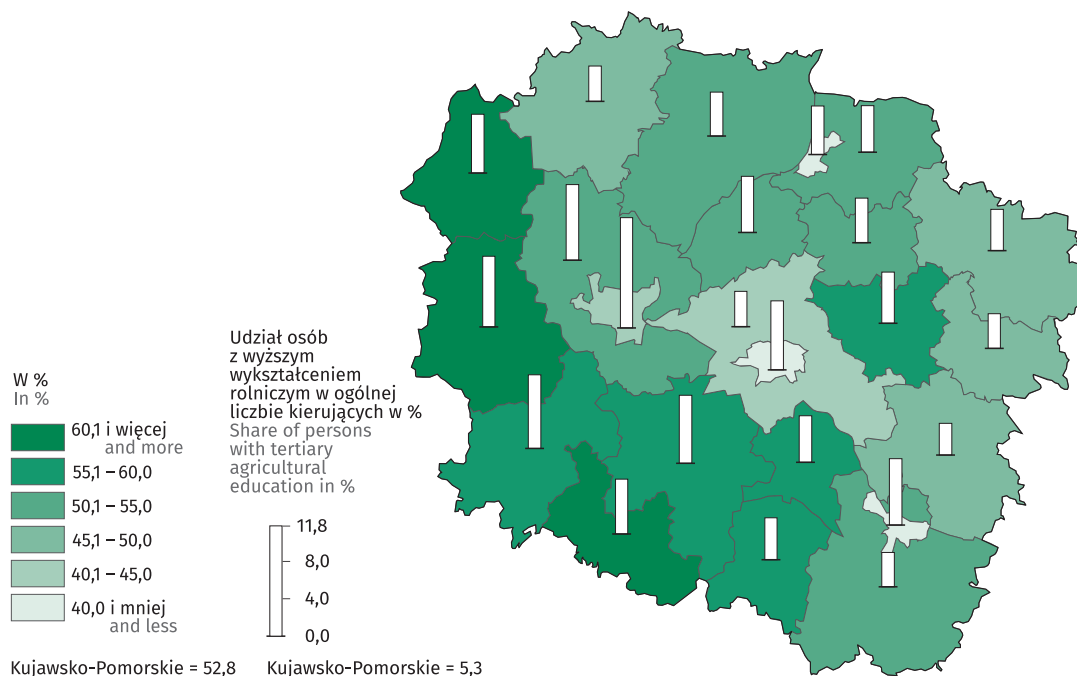 W %
In %
60,1 i więcej
and more
55,1 – 60,0
50,1 – 55,0
45,1 – 50,0
40,1 – 45,0
40,0 i mniej
and less
Kujawsko-Pomorskie = 52,8
Udział osób
z wyższym
wykształceniem
rolniczym w ogólnej
liczbie kierujących w %
Share of persons
with tertiary
agricultural
education in %
11,8
8,0
4,0
0,0
Kujawsko-Pomorskie = 5,3